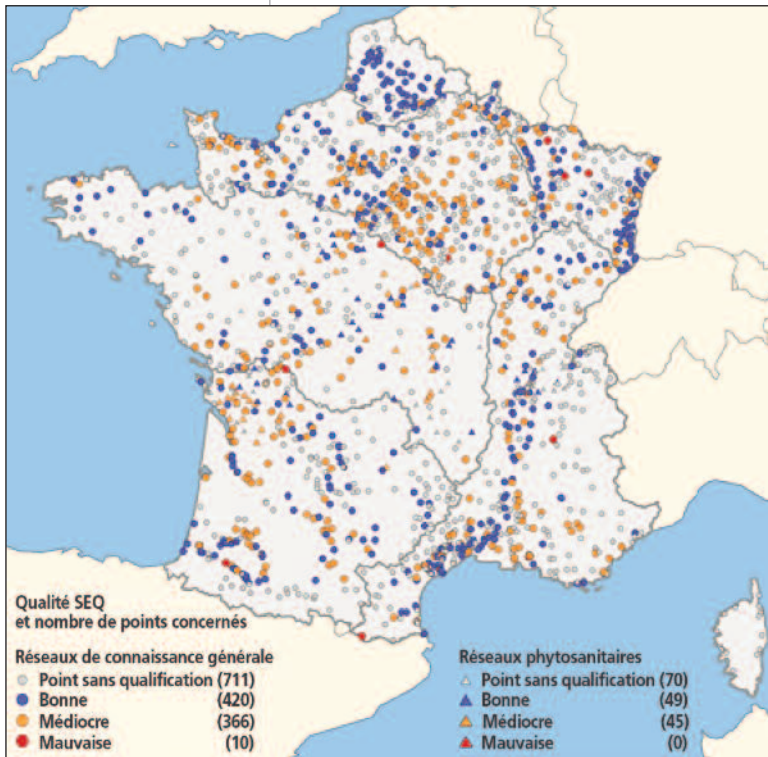 Qualité SEQ
et nombre de points concernés
Réseaux de connaissance générale
Point sans qualification (711)
Bonne (420)
Médiocre (366)
Mauvaise (10)
Réseaux phytosanitaires
Point sans qualification (70)
Bonne (49)
Médiocre (45)
Mauvaise (0)